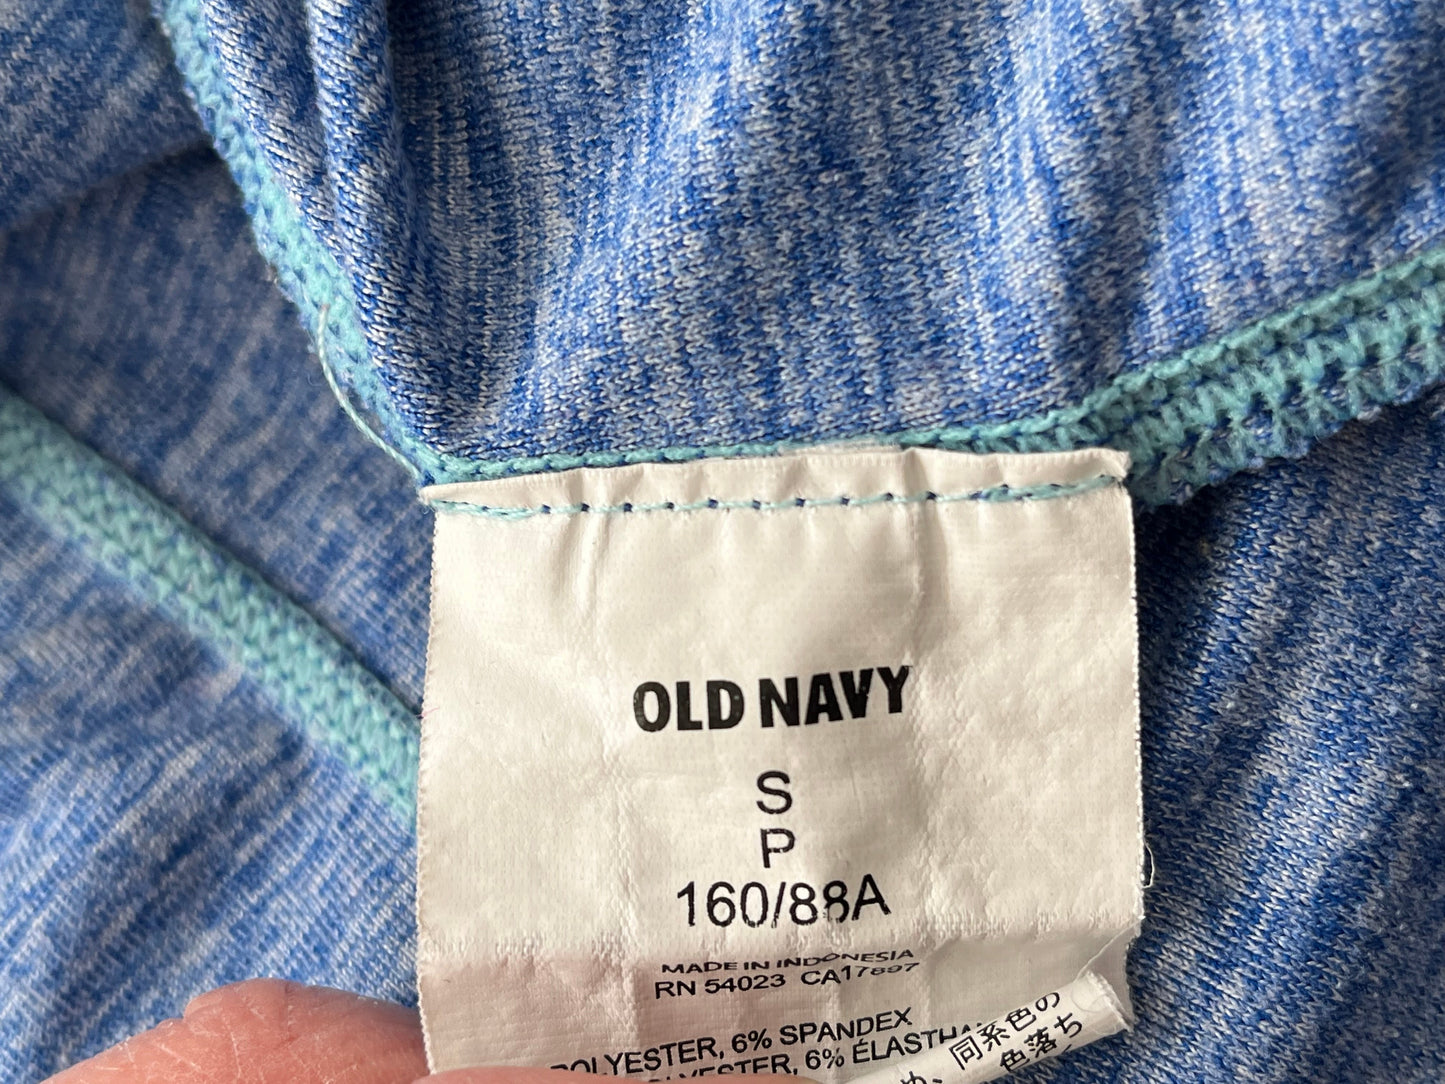 OLD NAVY
S
P
160/88A
MADE IN INDONESIA
RN 54023 CA17897
POLYESTER, 6% SPANDEX
POLYESTER, 6% ÉLASTHA
同系色の
色落ち